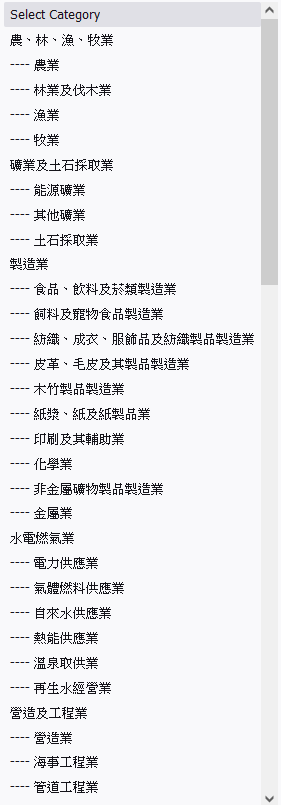 Select Category
農、林、漁、牧業
---- 農業
---- 林業及伐木業
---- 漁業
---- 牧業
礦業及土石採取業
---- 能源礦業
---- 其他礦業
---- 土石採取業
製造業
---- 食品、飲料及菸類製造業
---- 飼料及寵物食品製造業
---- 紡織、成衣、服飾品及紡織製品製造業
---- 皮革、毛皮及其製品製造業
---- 木竹製品製造業
---- 紙漿、紙及紙製品業
---- 印刷及其輔助業
---- 化學業
---- 非金屬礦物製品製造業
---- 金屬業
水電燃氣業
---- 電力供應業
---- 氣體燃料供應業
---- 自來水供應業
---- 熱能供應業
---- 溫泉取供業
---- 再生水經營業
營造及工程業
---- 營造業
---- 海事工程業
---- 管道工程業